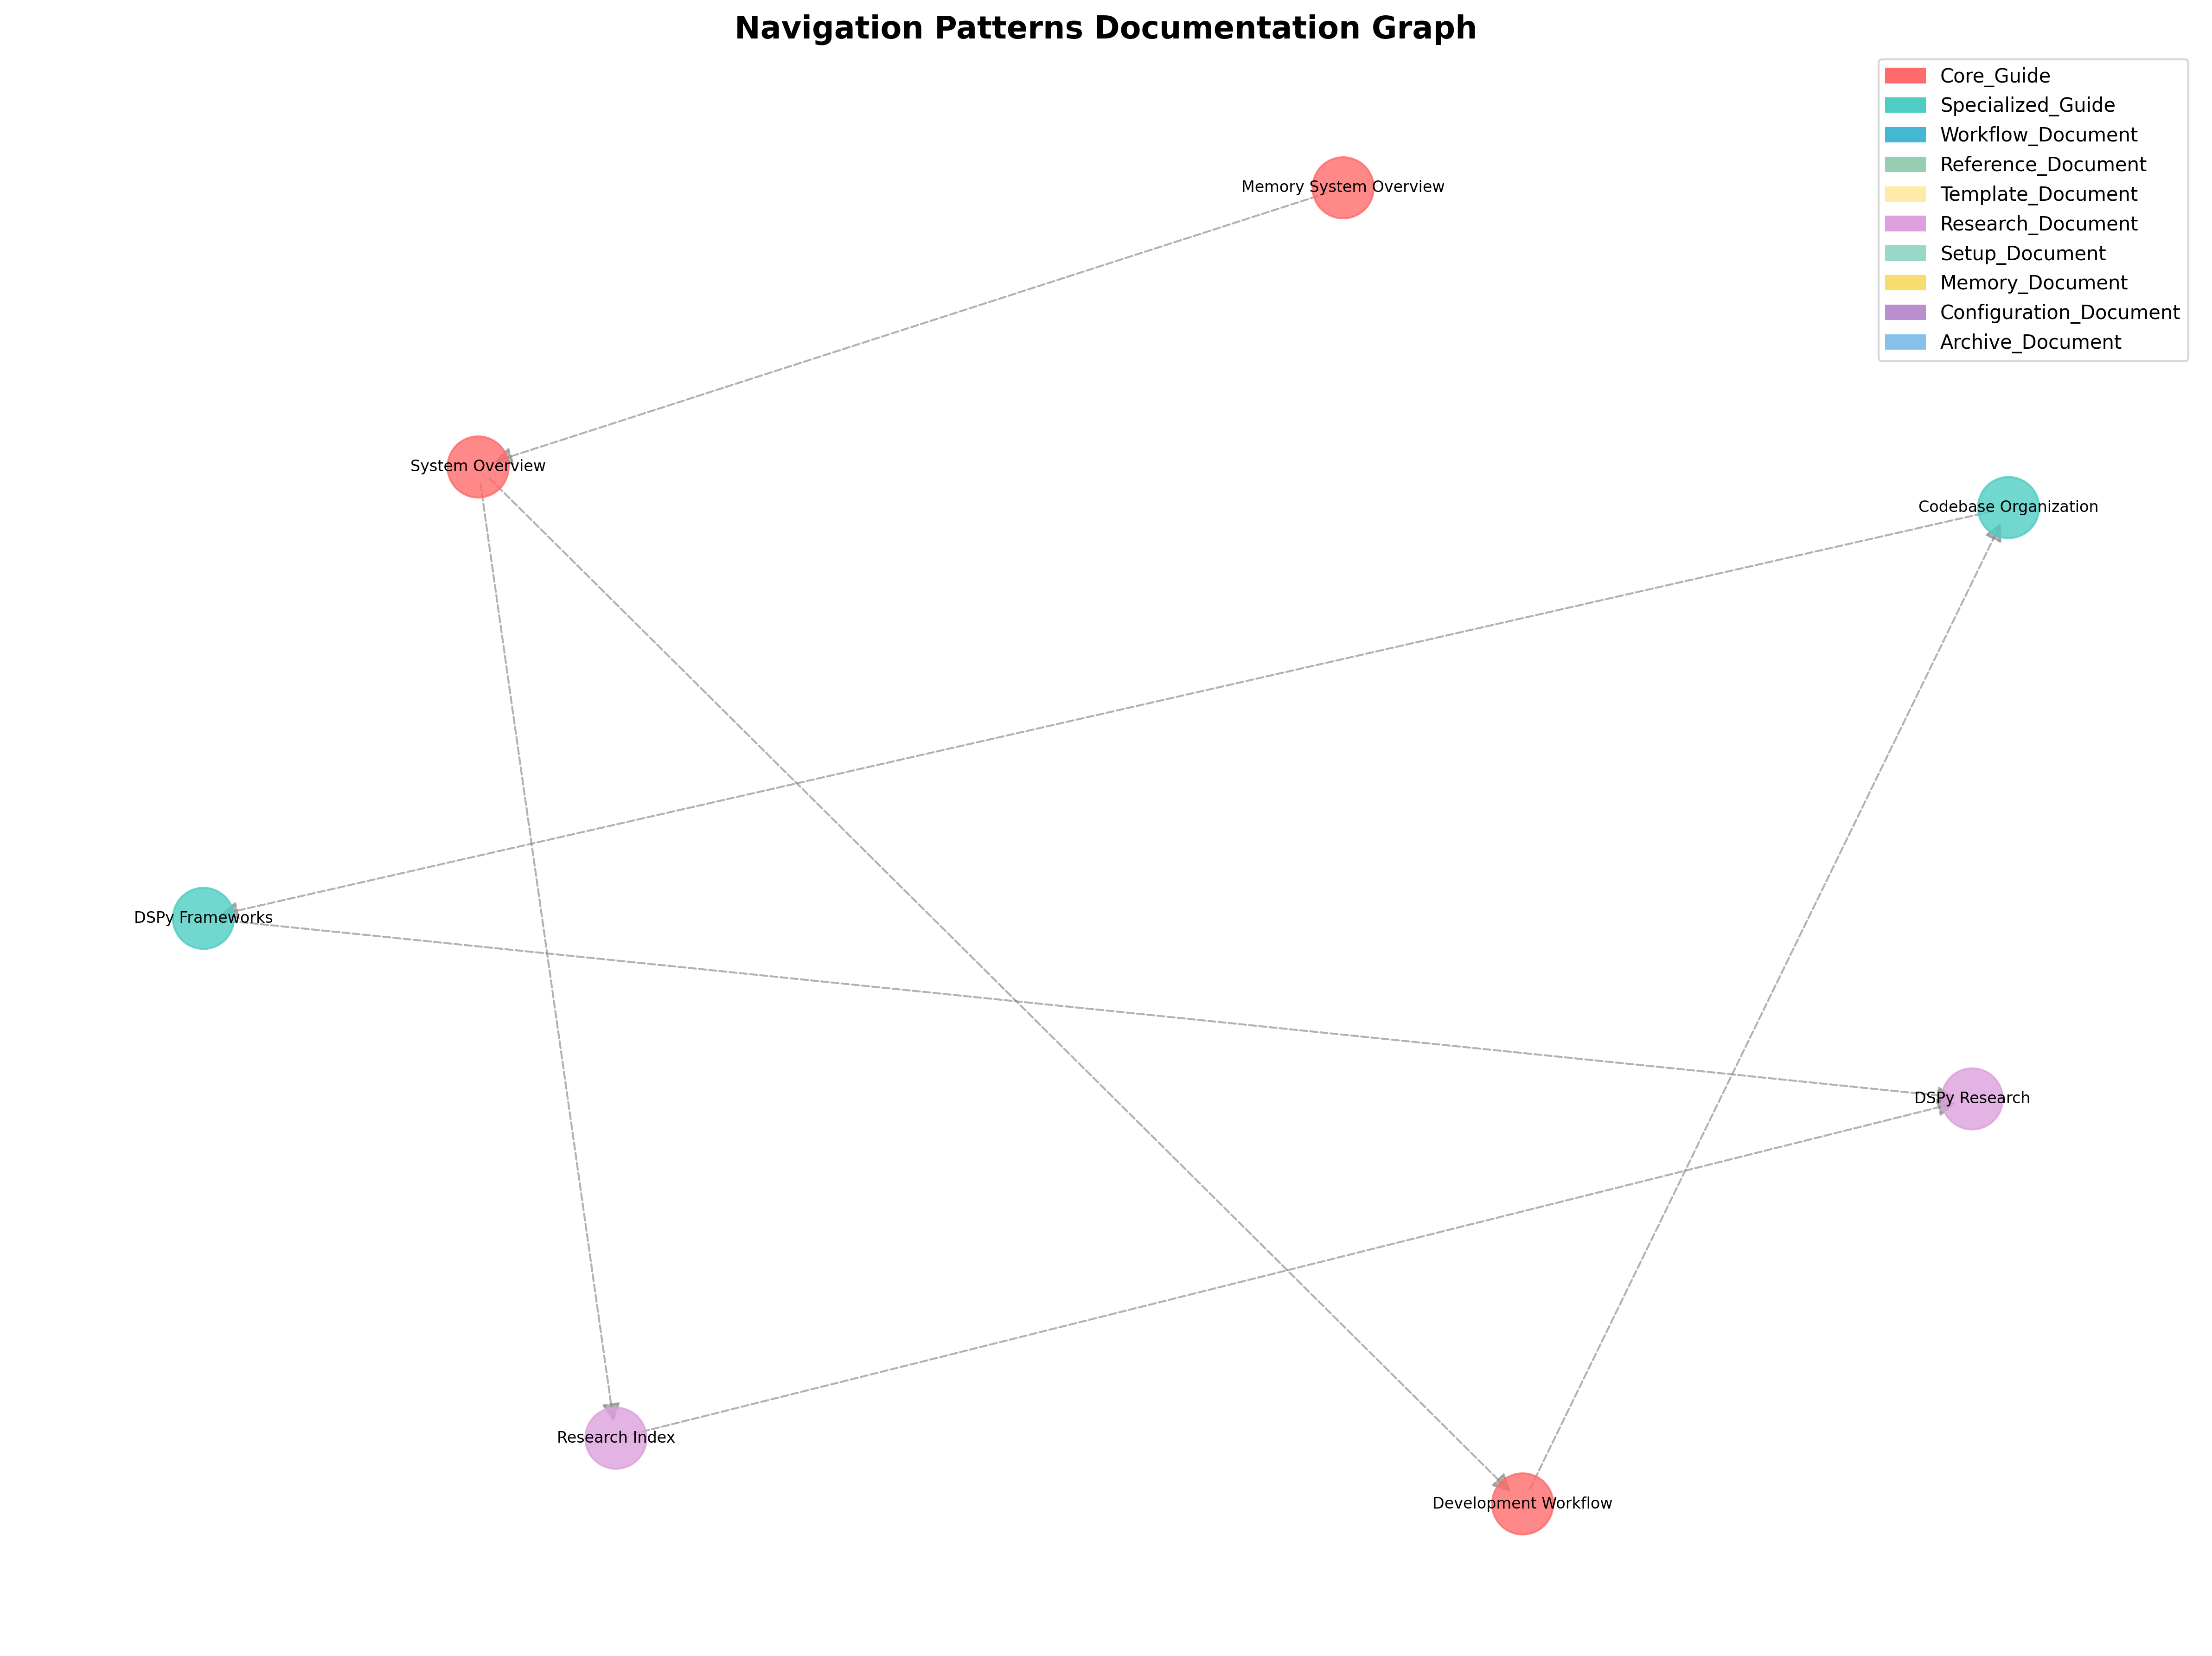 Navigation Patterns Documentation Graph
Core_Guide
Specialized_Guide
Workflow_Document
Reference_Document
Template_Document
Research_Document
Setup_Document
Memory_Document
Configuration_Document
Archive_Document
Memory System Overview
System Overview
Codebase Organization
DSPy Frameworks
DSPy Research
Research Index
Development Workflow